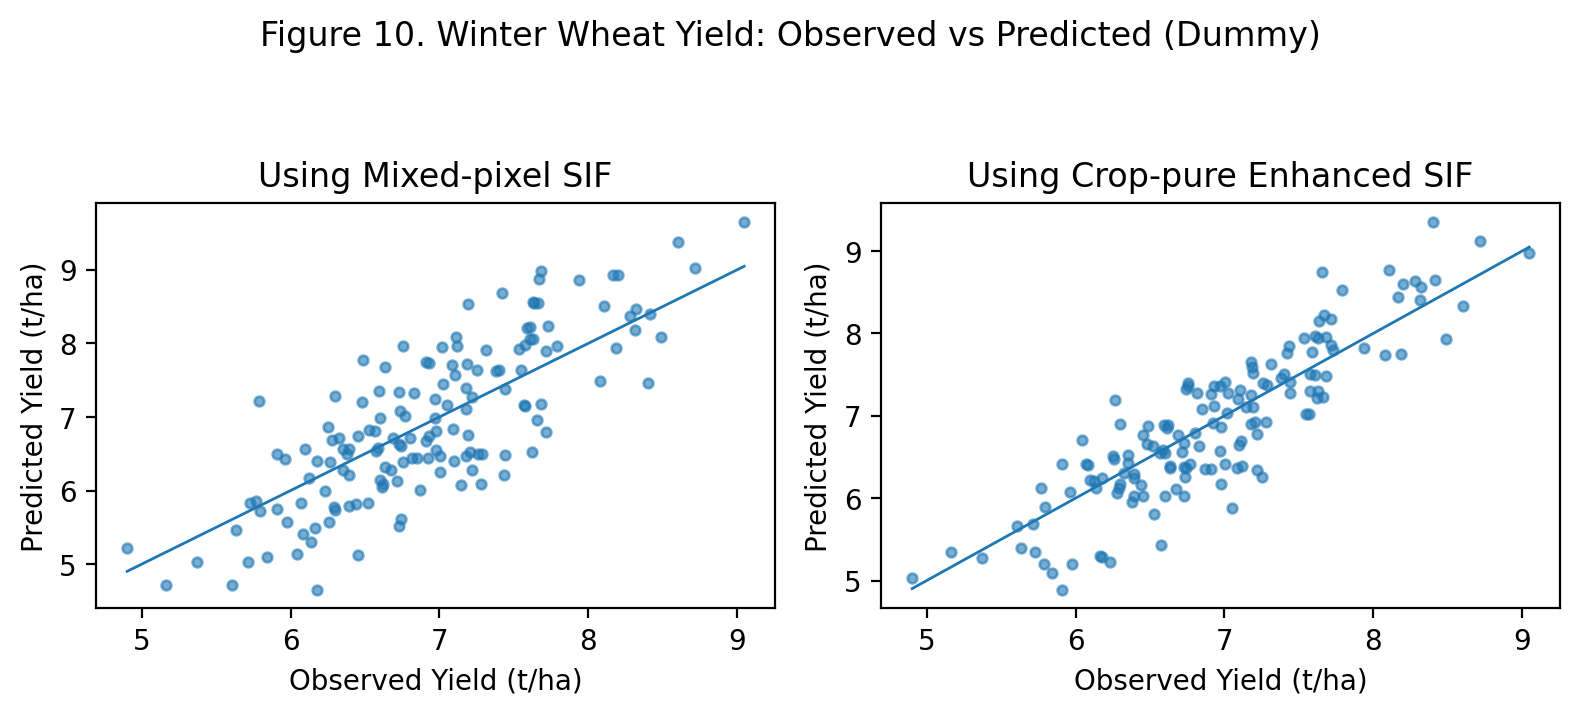 Figure 10. Winter Wheat Yield: Observed vs Predicted (Dummy)
Using Mixed-pixel SIF
Predicted Yield (t/ha)
9
8
7
6
5
5 6 7 8 9
Observed Yield (t/ha)
Using Crop-pure Enhanced SIF
Predicted Yield (t/ha)
9
8
7
6
5
5 6 7 8 9
Observed Yield (t/ha)